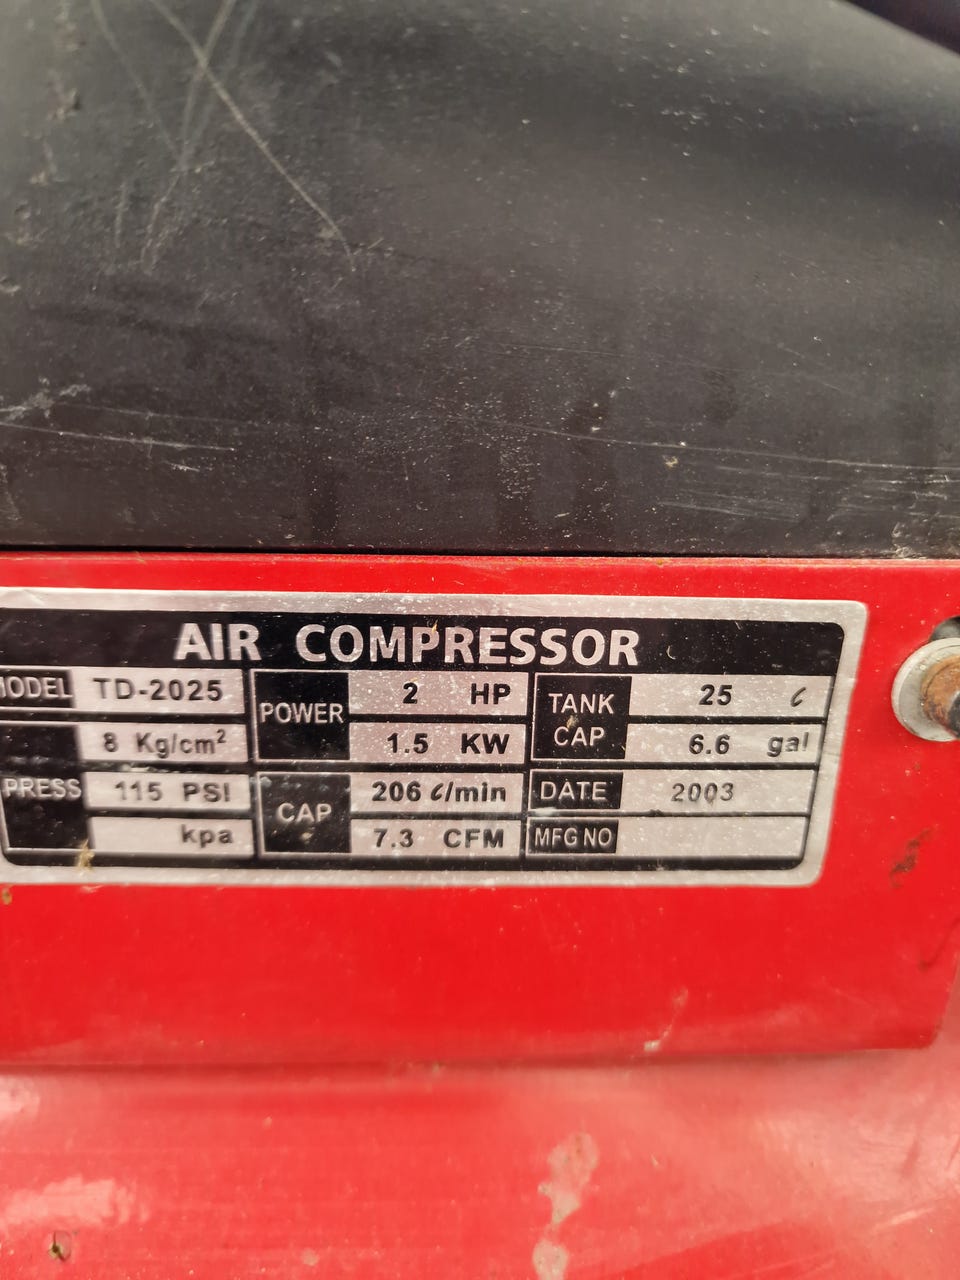 AIR COMPRESSOR
MODEL TD-2025
PRESS
8 Kg/cm²
115 PSI
kpa
POWER
2 HP
1.5 KW
CAP
206 ℓ/min
7.3 CFM
TANK
CAP
25 ℓ
6.6 gal
DATE 2003
MFG NO